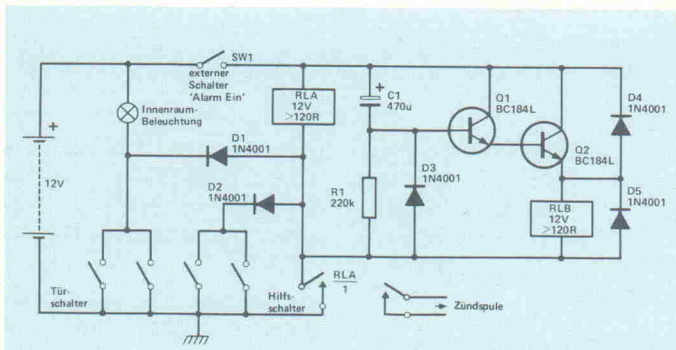 SW1
externer
Schalter
'Alarm Ein'
+
Innenraum-
Beleuchtung
RLA
12V
>120R
+
C1
470u
Q1
BC184L
D4
1N4001
D1
1N4001
Q2
BC184L
12V
D2
1N4001
R1
220k
D3
1N4001
RLB
12V
>120R
D5
1N4001
Tür-
schalter
Hilfs-
schalter
RLA
1
Zündspule